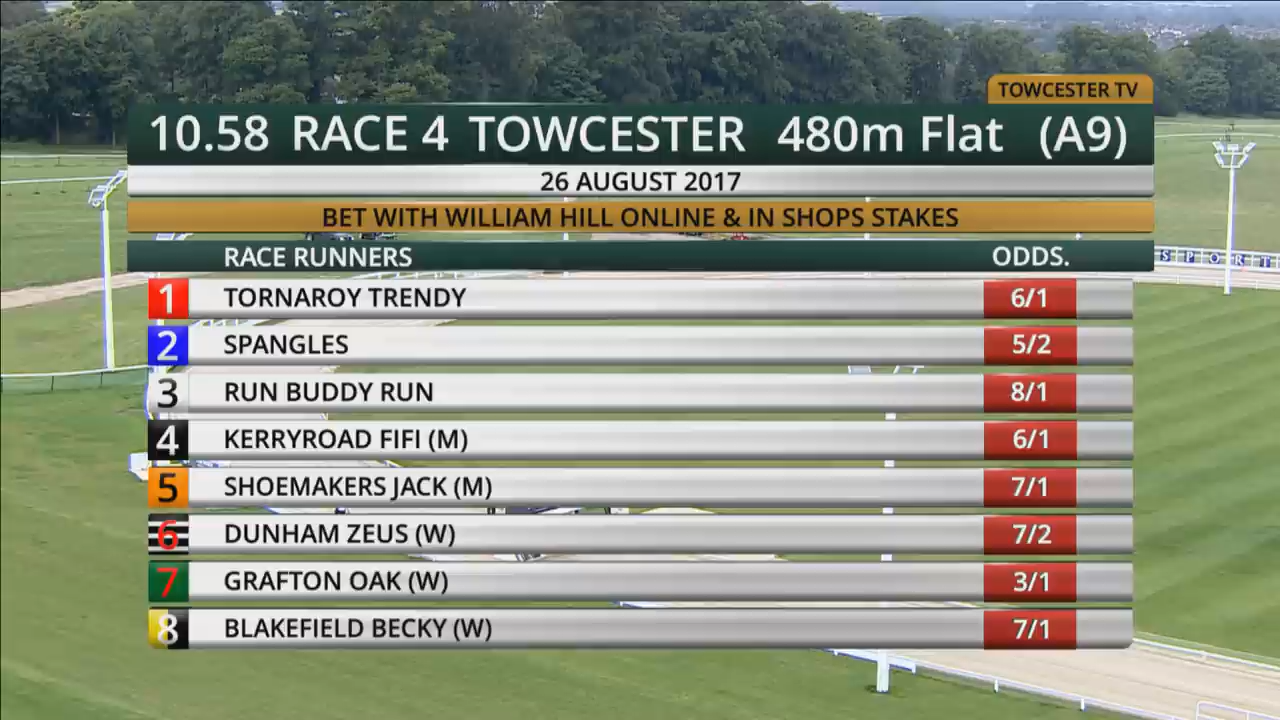 TOWCESTER TV
10.58 RACE 4 TOWCESTER 480m Flat (A9)
26 AUGUST 2017
BET WITH WILLIAM HILL ONLINE & IN SHOPS STAKES
RACE RUNNERS ODDS.
SPORT
1 TORNAROY TRENDY 6/1
2 SPANGLES 5/2
3 RUN BUDDY RUN 8/1
4 KERRYROAD FIFI (M) 6/1
5 SHOEMAKERS JACK (M) 7/1
6 DUNHAM ZEUS (W) 7/2
7 GRAFTON OAK (W) 3/1
8 BLAKEFIELD BECKY (W) 7/1